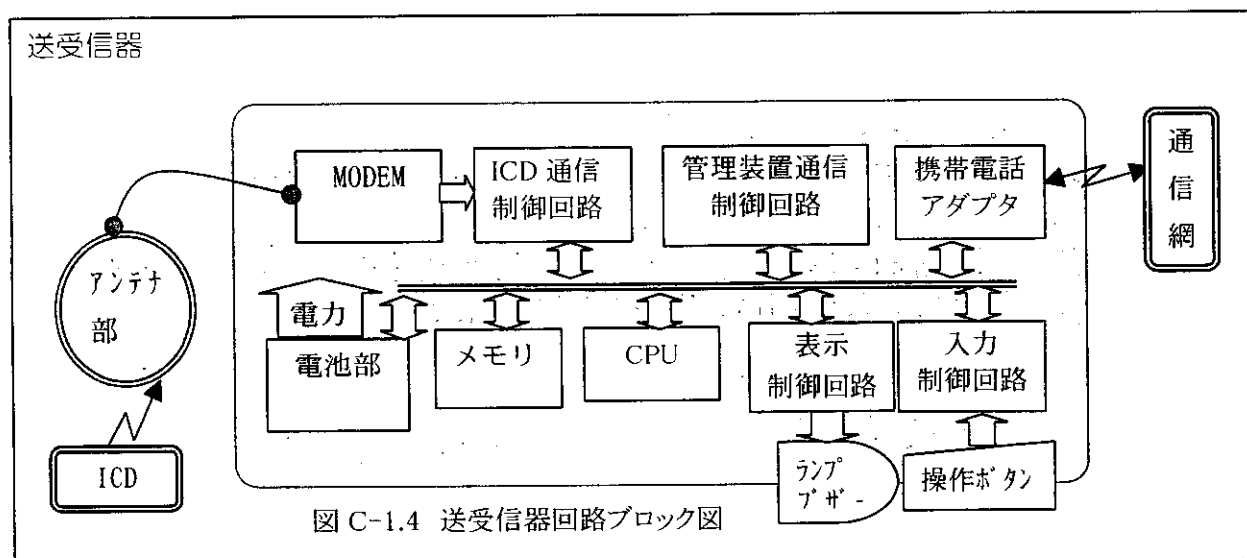 送受信器
MODEM
ICD 通信
制御回路
管理装置通信
制御回路
携帯電話
アダプタ
通信網
アンテナ
部
電力
電池部
メモリ
CPU
表示
制御回路
入力
制御回路
ICD
ランプ
ブザー
操作ボタン
図 C-1.4 送受信器回路ブロック図